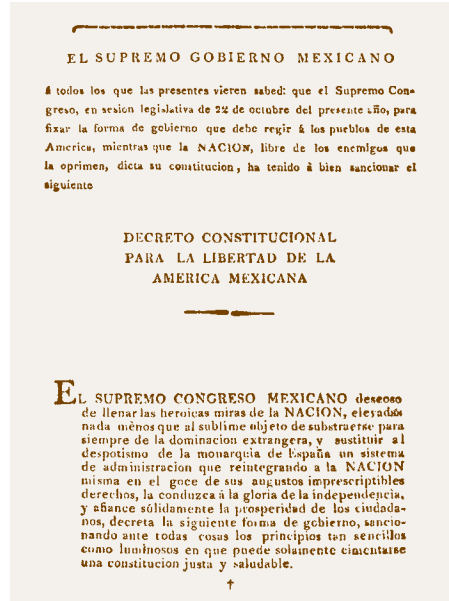 EL SUPREMO GOBIERNO MEXICANO
á todos los que las presentes vieren sabed: que el Supremo Con-
greso, en sesion legislativa de 22 de octubre del presente año, para
fixar la forma de gobierno que debe regir á los pueblos de esta
America, mientras que la NACION, libre de los enemigos que
la oprimen, dicta su constitucion, ha tenido á bien sancionar el
siguiente
DECRETO CONSTITUCIONAL
PARA LA LIBERTAD DE LA
AMERICA MEXICANA
EL SUPREMO CONGRESO MEXICANO deseoso
de llenar las heroicas miras de la NACION, elevadas
nada mênos que al sublime objeto de substraerse para
siempre de la dominacion extrangera, y sustituir al
despotismo de la monarquia de España un sistema
de administracion que reintegrando a la NACION
misma en el goce de sus augustos imprescriptibles
derechos, la conduzca á la gloria de la independencia,
y afiance sólidamente la prosperidad de los ciudada-
nos, decreta la siguiente forma de gobierno, sancio-
nando ante todas cosas los principios tan sencillos
como luminosos en que puede solamente cimentarse
una constitucion justa y saludable.
†